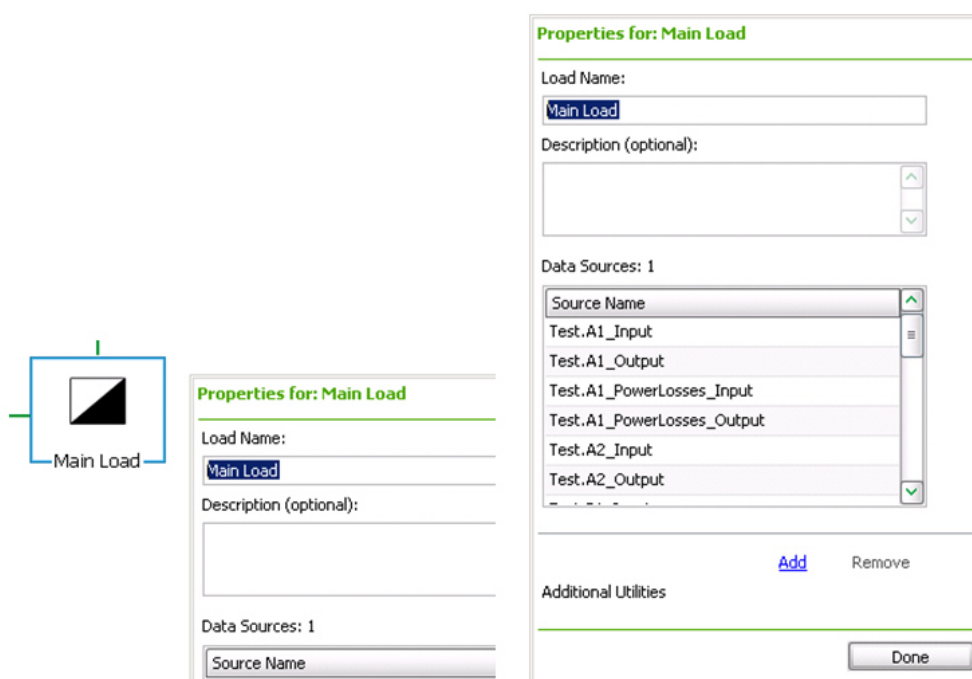 Main Load
Properties for: Main Load
Load Name:
Main Load
Description (optional):
Data Sources: 1
Source Name
Properties for: Main Load
Load Name:
Main Load
Description (optional):
Data Sources: 1
Source Name
Test.A1_Input
Test.A1_Output
Test.A1_PowerLosses_Input
Test.A1_PowerLosses_Output
Test.A2_Input
Test.A2_Output
Add Remove
Additional Utilities
Done